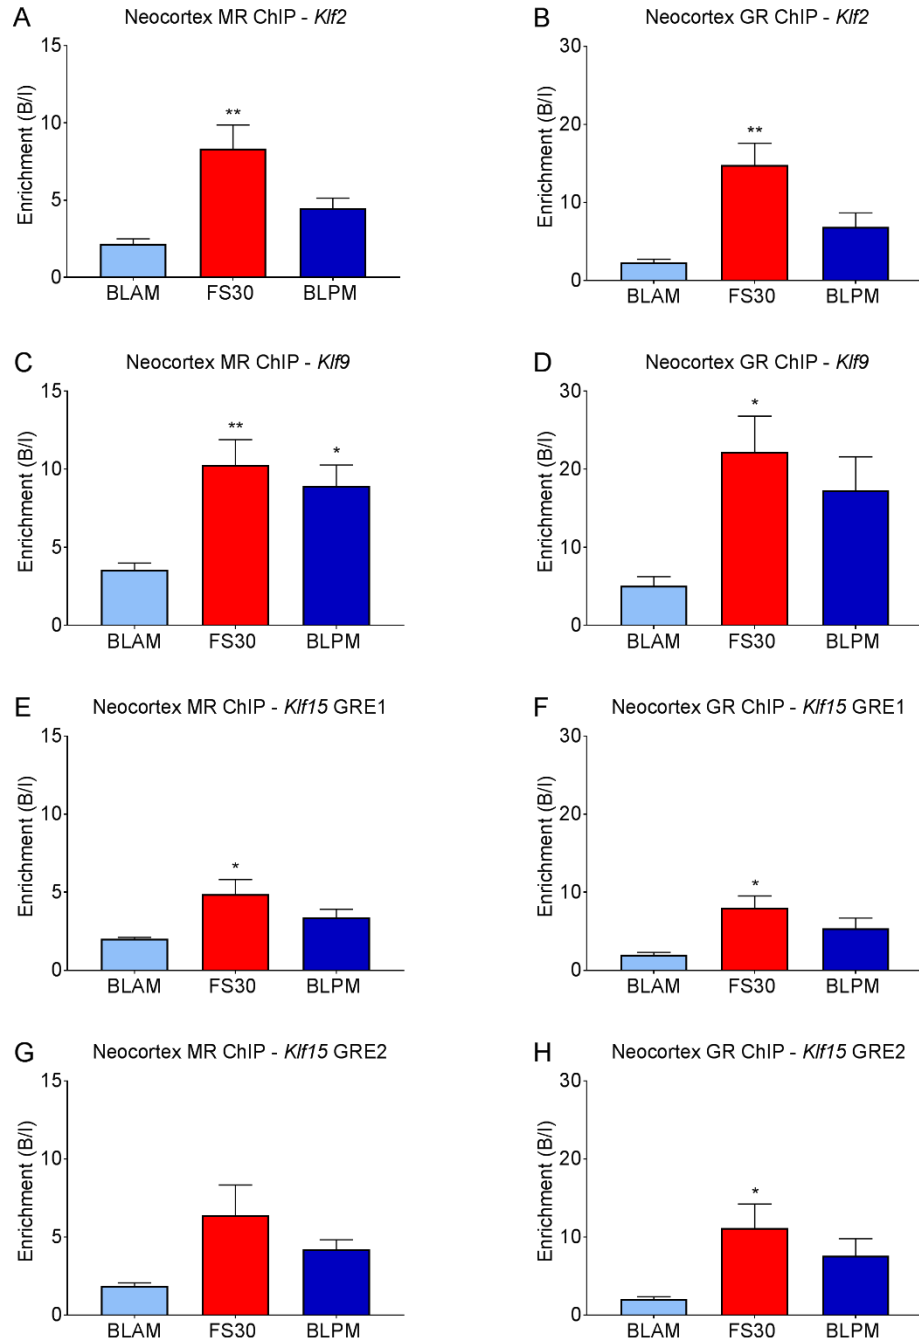 A Neocortex MR ChIP - Klf2
Enrichment (B/I)
15
10
5
0
**
BLAM FS30 BLPM
B Neocortex GR ChIP - Klf2
Enrichment (B/I)
30
20
10
0
**
BLAM FS30 BLPM
C Neocortex MR ChIP - Klf9
Enrichment (B/I)
15
10
5
0
** *
BLAM FS30 BLPM
D Neocortex GR ChIP - Klf9
Enrichment (B/I)
30
20
10
0
*
BLAM FS30 BLPM
E Neocortex MR ChIP - Klf15 GRE1
Enrichment (B/I)
15
10
5
0
*
BLAM FS30 BLPM
F Neocortex GR ChIP - Klf15 GRE1
Enrichment (B/I)
30
20
10
0
*
BLAM FS30 BLPM
G Neocortex MR ChIP - Klf15 GRE2
Enrichment (B/I)
15
10
5
0
BLAM FS30 BLPM
H Neocortex GR ChIP - Klf15 GRE2
Enrichment (B/I)
30
20
10
0
*
BLAM FS30 BLPM